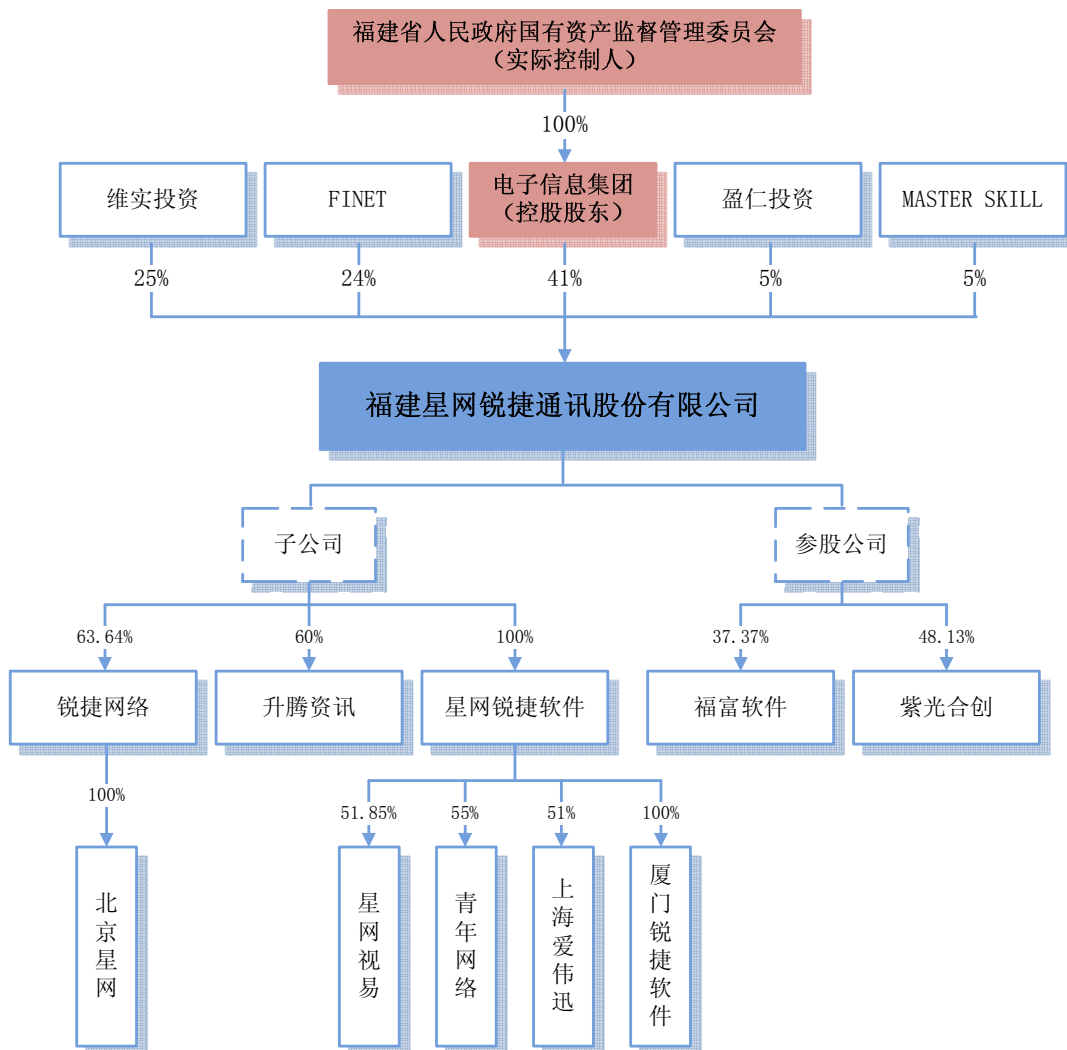 福建省人民政府国有资产监督管理委员会
（实际控制人）
100%
维实投资
FINET
电子信息集团
（控股股东）
盈仁投资
MASTER SKILL
25%
24%
41%
5%
5%
福建星网锐捷通讯股份有限公司
子公司
参股公司
63.64%
60%
100%
37.37%
48.13%
锐捷网络
升腾资讯
星网锐捷软件
福富软件
紫光合创
100%
51.85%
55%
51%
100%
北京星网
星网视易
青年网络
上海爱伟迅
厦门锐捷软件